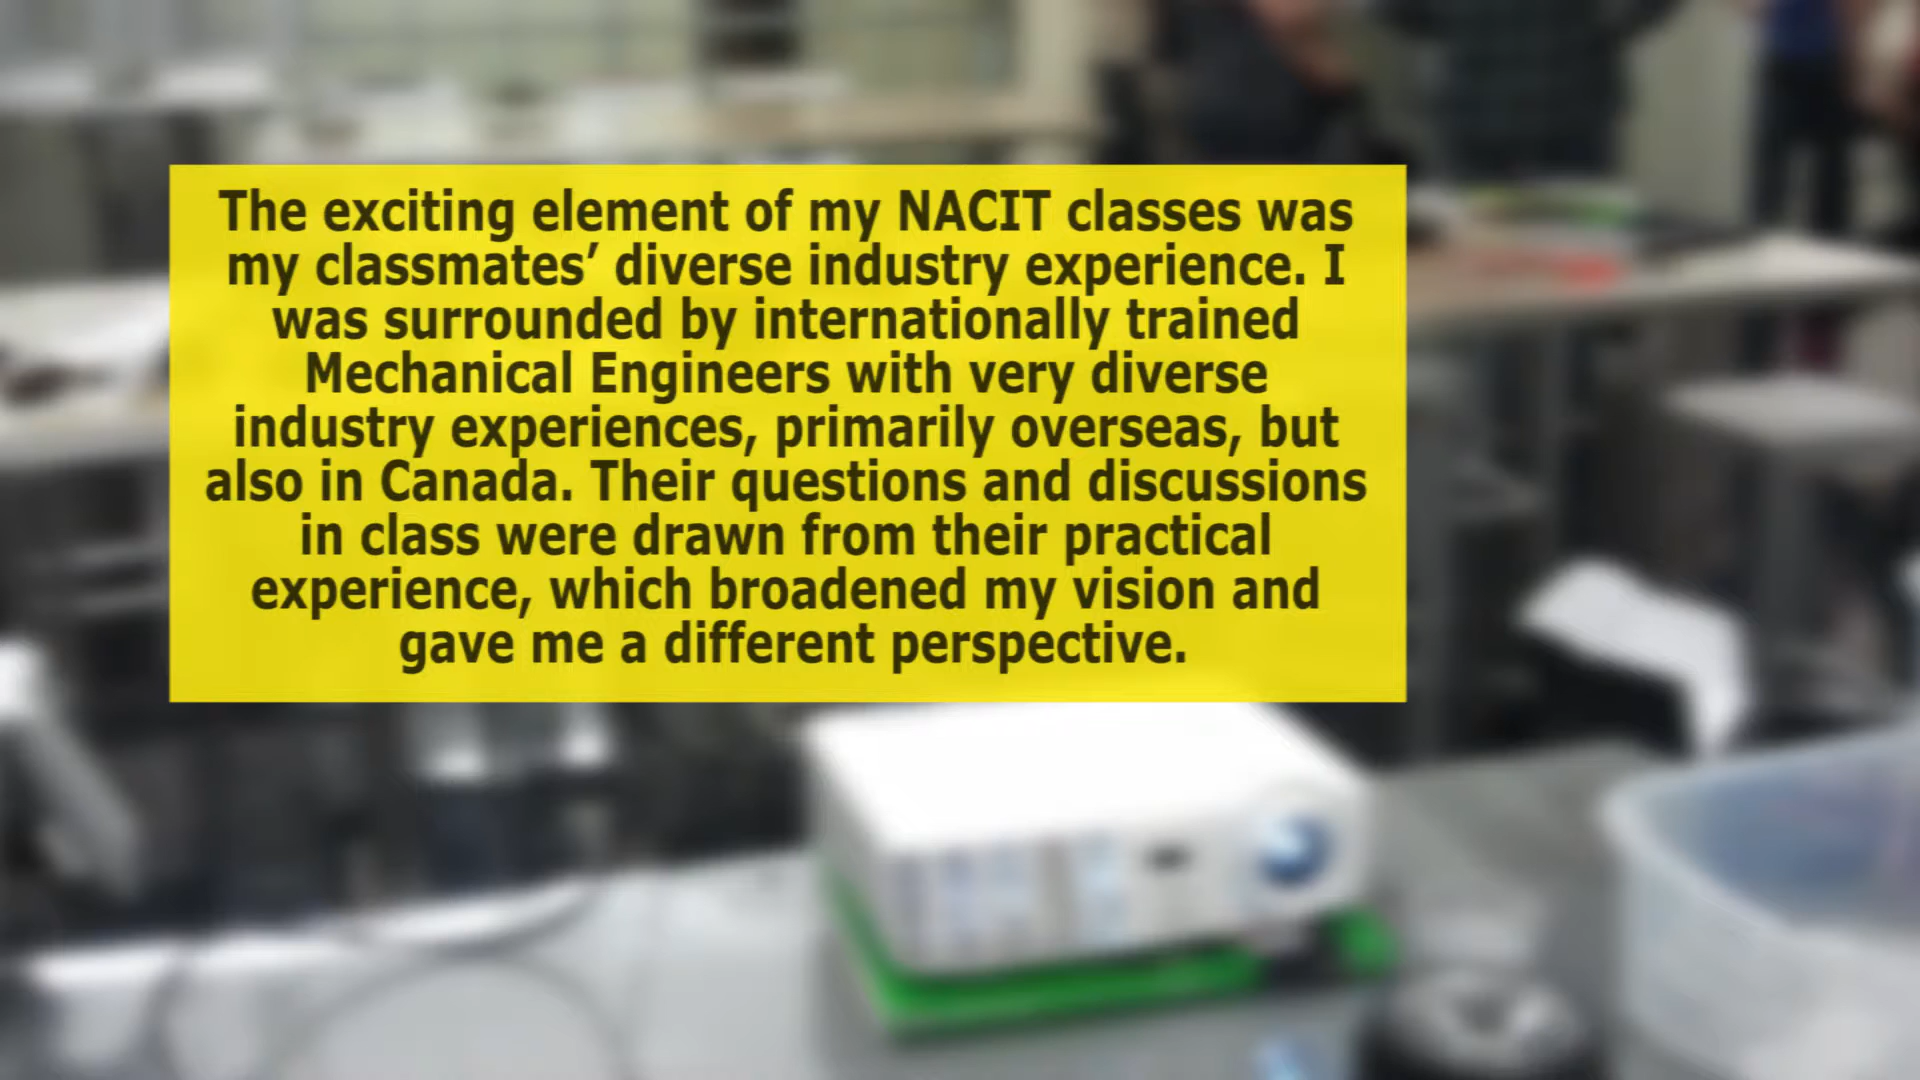 The exciting element of my NACIT classes was
my classmates’ diverse industry experience. I
was surrounded by internationally trained
Mechanical Engineers with very diverse
industry experiences, primarily overseas, but
also in Canada. Their questions and discussions
in class were drawn from their practical
experience, which broadened my vision and
gave me a different perspective.